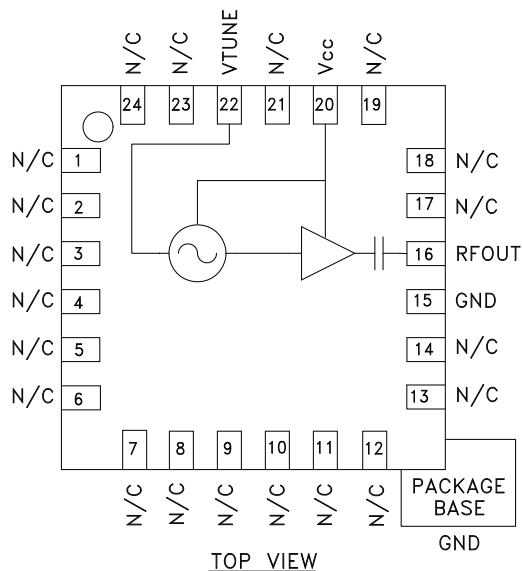 N/C N/C VTUNE N/C Vcc N/C
24 23 22 21 20 19
N/C 1 18 N/C
N/C 2 17 N/C
N/C 3 16 RFOUT
N/C 4 15 GND
N/C 5 14 N/C
N/C 6 13 N/C
7 8 9 10 11 12
N/C N/C N/C N/C N/C N/C
PACKAGE
BASE
GND
TOP VIEW